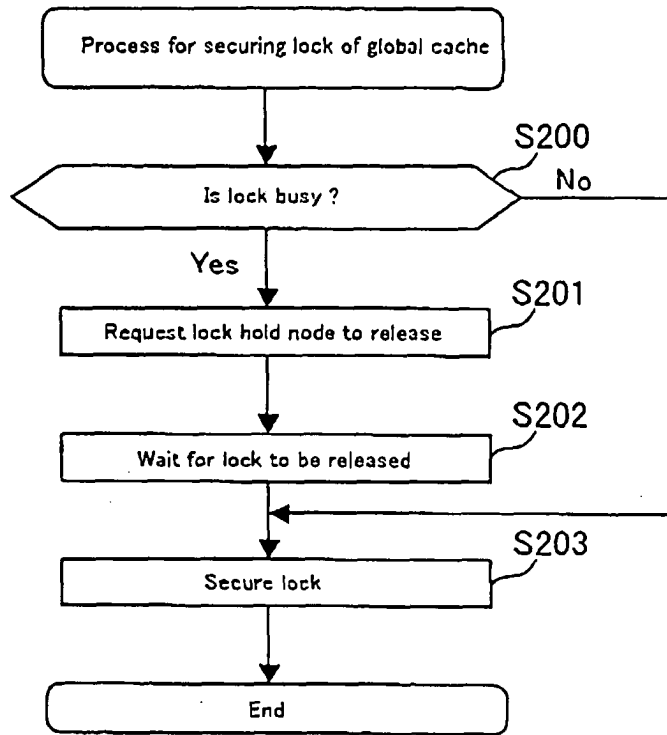 Process for securing lock of global cache
S200
Is lock busy ?
No
Yes
S201
Request lock hold node to release
S202
Wait for lock to be released
S203
Secure lock
End